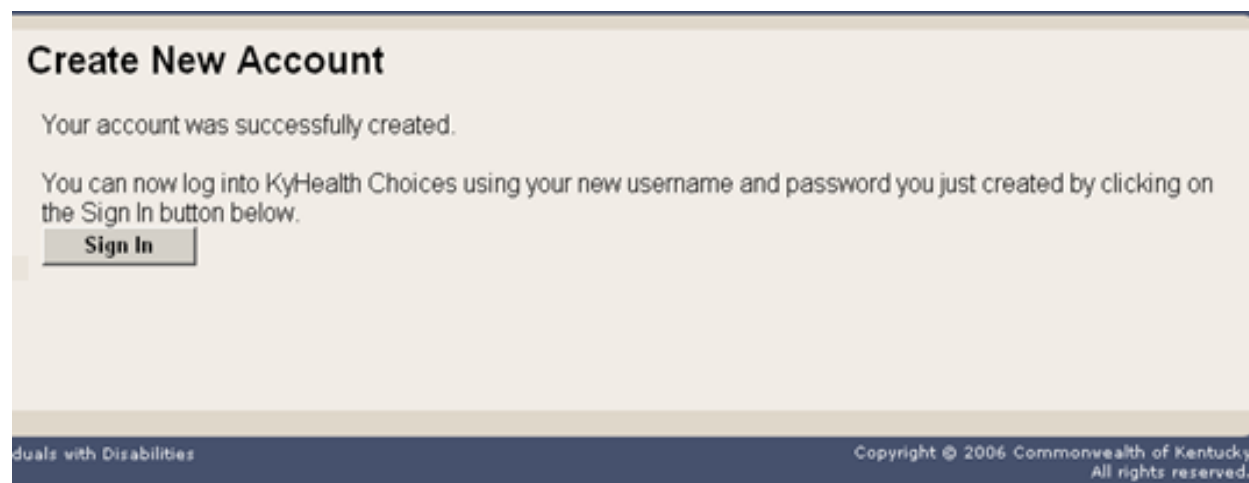 Create New Account
Your account was successfully created.
You can now log into KyHealth Choices using your new username and password you just created by clicking on
the Sign In button below.
Sign In
duals with Disabilities
Copyright © 2006 Commonwealth of Kentucky
All rights reserved.